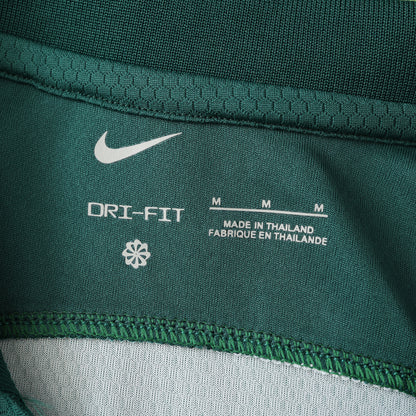 DRI-FIT
M M M
MADE IN THAILAND
FABRIQUE EN THAILANDE